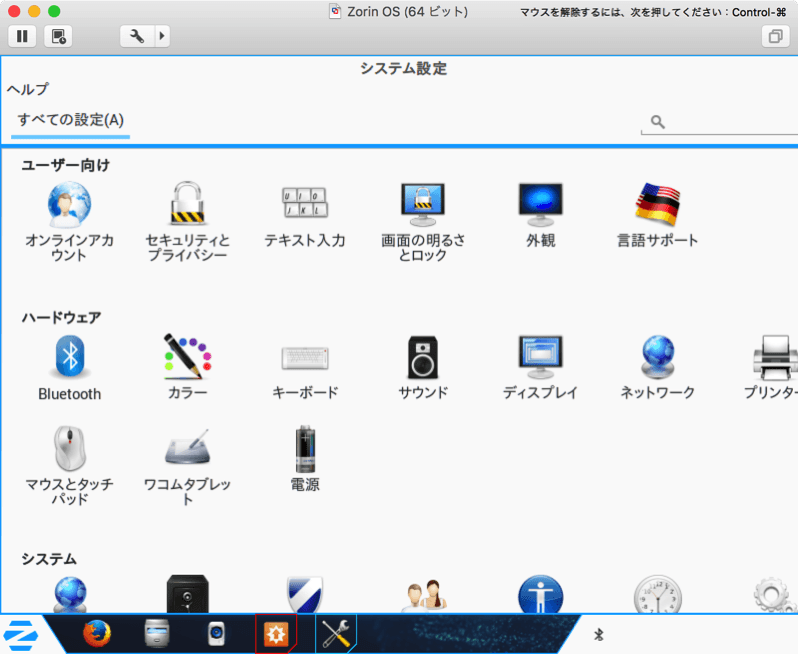 Zorin OS (64 ビット)
マウスを解除するには、次を押してください：Control-⌘
システム設定
ヘルプ
すべての設定(A)
ユーザー向け
オンラインアカ
ウント
セキュリティと
プライバシー
テキスト入力
画面の明るさ
とロック
外観
言語サポート
ハードウェア
Bluetooth
カラー
キーボード
サウンド
ディスプレイ
ネットワーク
プリンター
マウスとタッチ
パッド
ワコムタブレッ
ト
電源
システム